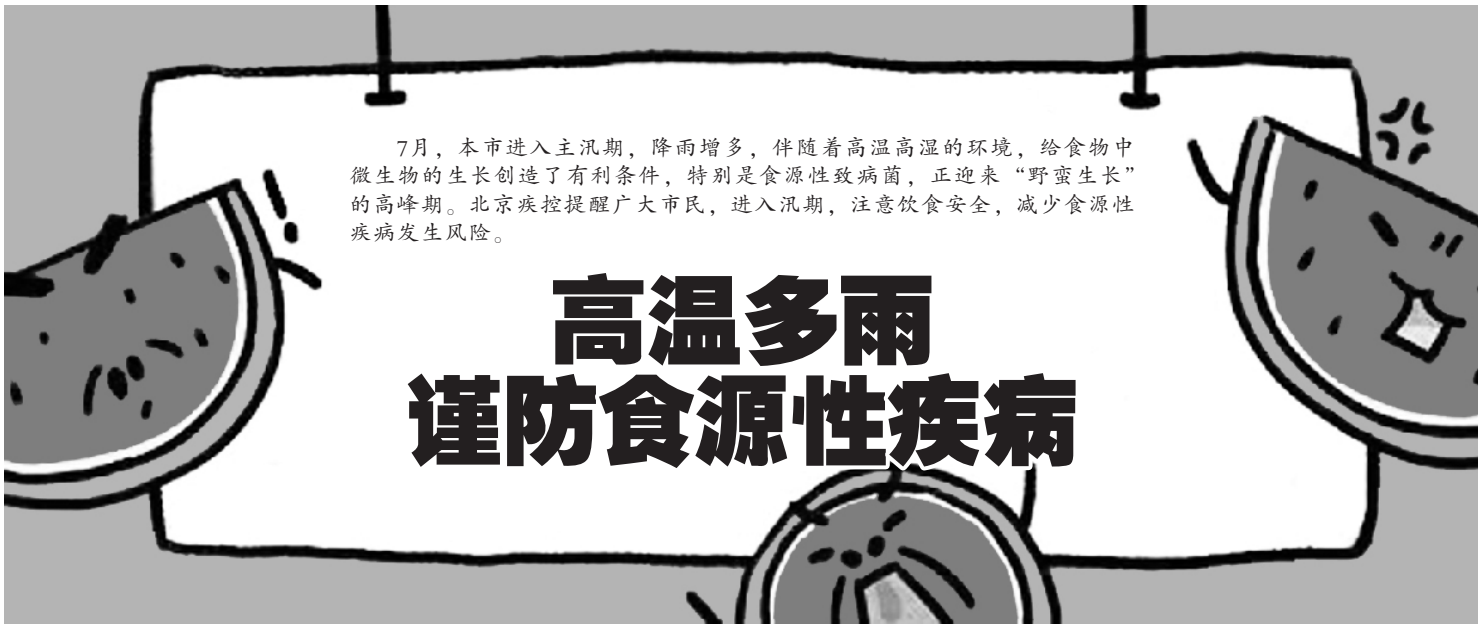 7月，本市进入主汛期，降雨增多，伴随着高温高湿的环境，给食物中
微生物的生长创造了有利条件，特别是食源性致病菌，正迎来“野蛮生长”
的高峰期。北京疾控提醒广大市民，进入汛期，注意饮食安全，减少食源性
疾病发生风险。
高温多雨
谨防食源性疾病